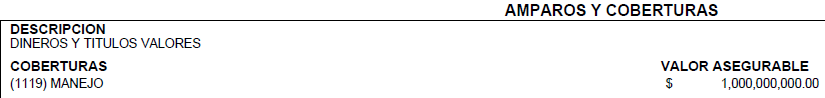 AMPAROS Y COBERTURAS
DESCRIPCION
DINEROS Y TITULOS VALORES
COBERTURAS VALOR ASEGURABLE
(1119) MANEJO $ 1,000,000,000.00